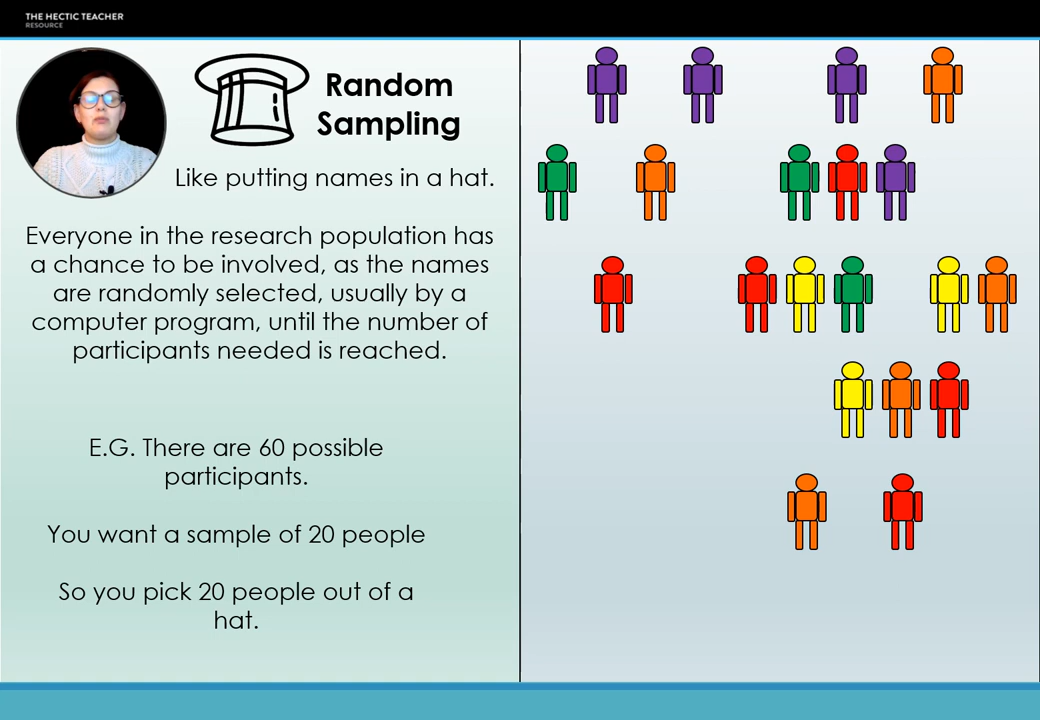 THE HECTIC TEACHER
RESOURCE
Random
Sampling
Like putting names in a hat.
Everyone in the research population has
a chance to be involved, as the names
are randomly selected, usually by a
computer program, until the number of
participants needed is reached.
E.G. There are 60 possible
participants.
You want a sample of 20 people
So you pick 20 people out of a
hat.